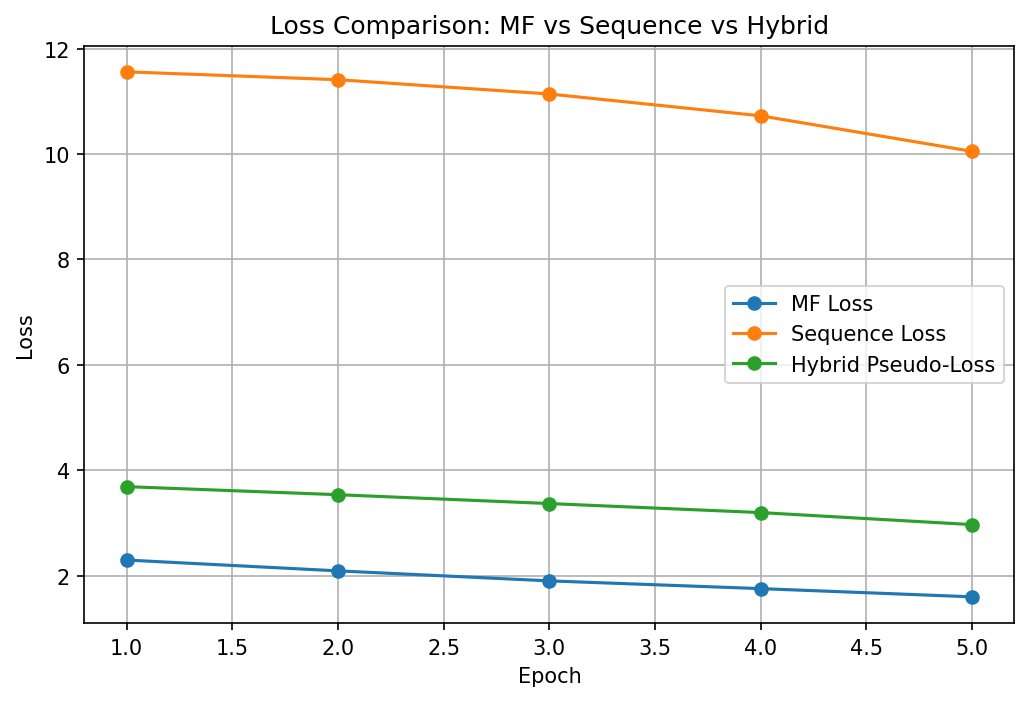 Loss Comparison: MF vs Sequence vs Hybrid
12
10
8
6
4
2
Loss
MF Loss
Sequence Loss
Hybrid Pseudo-Loss
1.0 1.5 2.0 2.5 3.0 3.5 4.0 4.5 5.0
Epoch